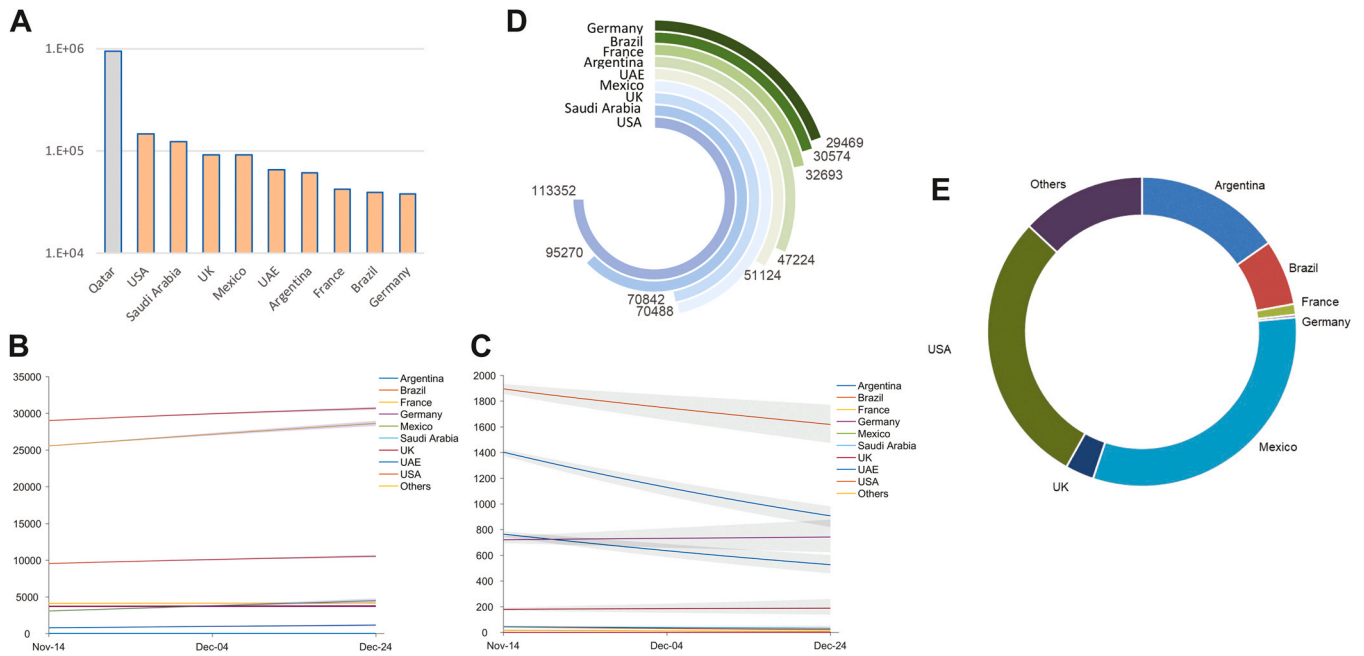 A
1.E+06
1.E+05
1.E+04
Qatar
USA
Saudi Arabia
UK
Mexico
UAE
Argentina
France
Brazil
Germany
D
Germany
Brazil
France
Argentina
UAE
Mexico
UK
Saudi Arabia
USA
29469
30574
32693
47224
51124
70488
70842
95270
113352
B
35000
30000
25000
20000
15000
10000
5000
0
Nov-14
Dec-04
Dec-24
Argentina
Brazil
France
Germany
Mexico
Saudi Arabia
UK
UAE
USA
Others
C
2000
1800
1600
1400
1200
1000
800
600
400
200
0
Nov-14
Dec-04
Dec-24
Argentina
Brazil
France
Germany
Mexico
Saudi Arabia
UK
UAE
USA
Others
E
Others
Argentina
Brazil
France
Germany
USA
Mexico
UK